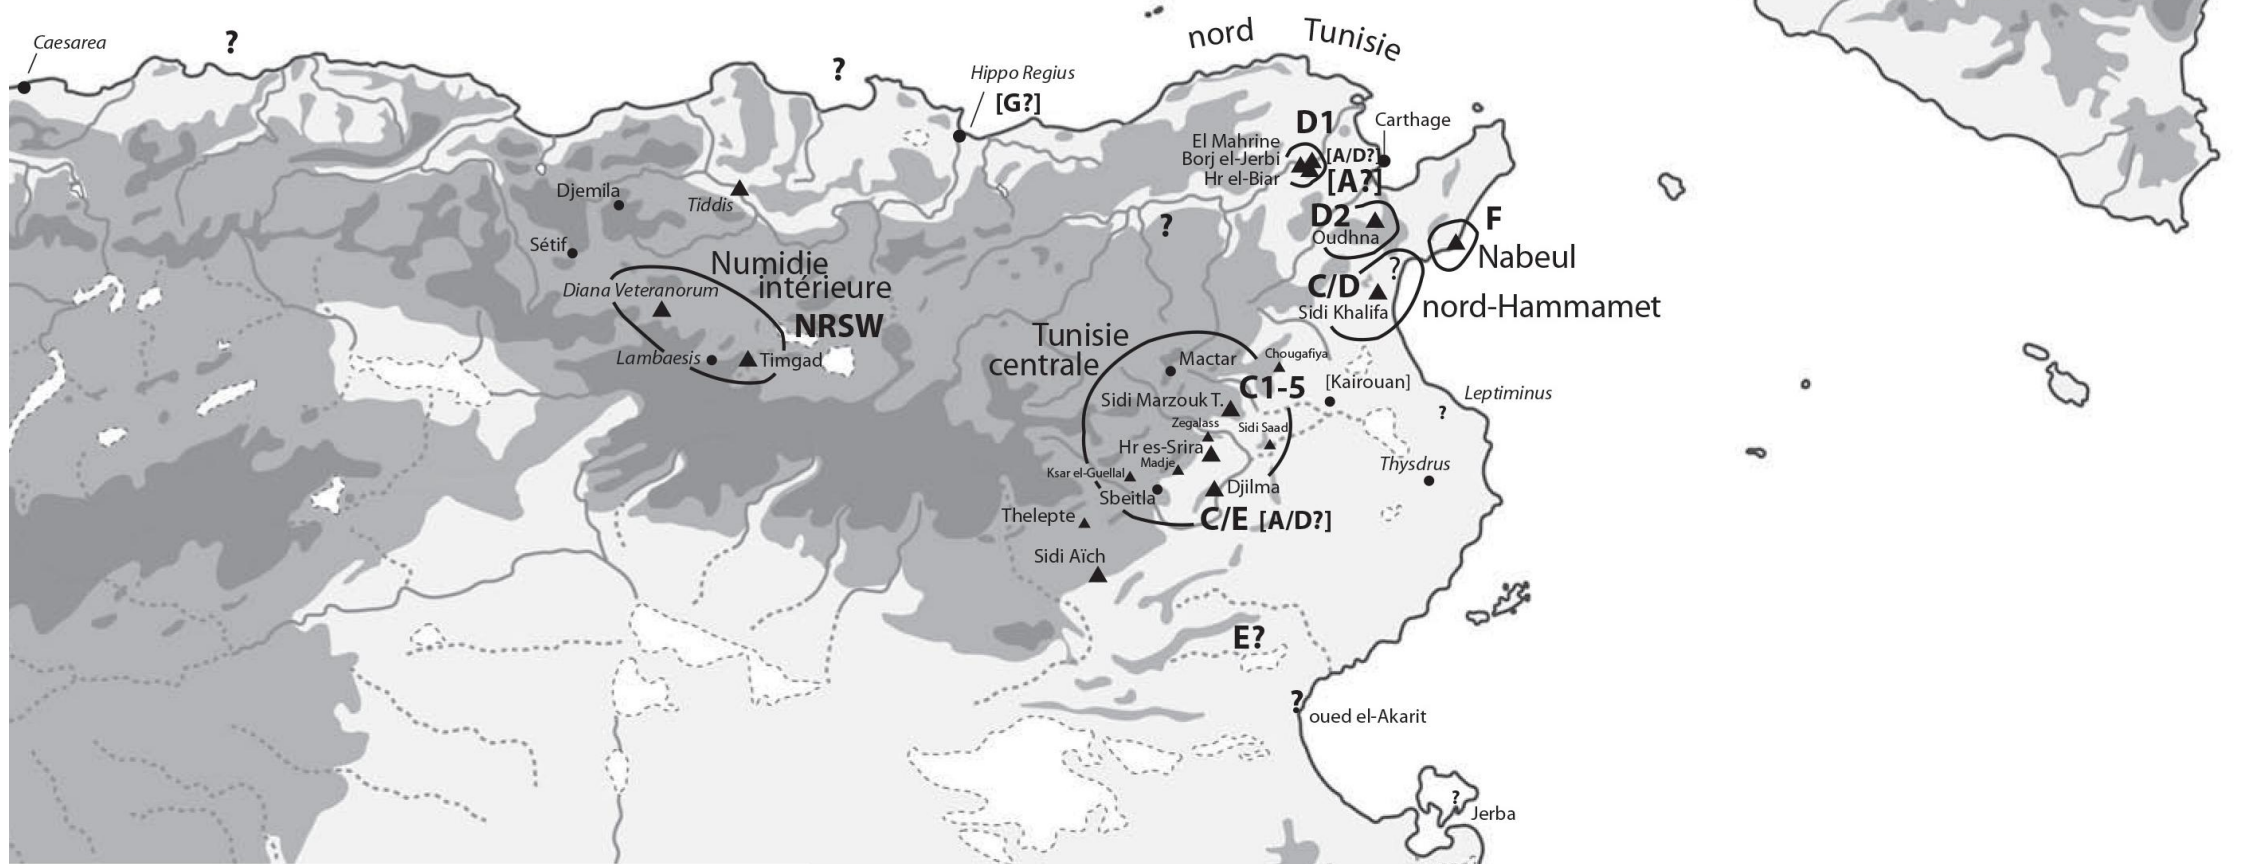 nord Tunisie
Caesarea
?
?
Hippo Regius
[G?]
D1
Carthage
El Mahrine
Borj el-Jerbi
Hr el-Biar
[A/D?]
[A?]
Djemila
Tiddis
D2
Oudhna
?
F
Nabeul
Sétif
Numidie
intérieure
Diana Veteranorum
NRSW
C/D
?
Sidi Khalifa
nord-Hammamet
Lambaesis
Timgad
Tunisie
centrale
Mactar
Chougafiya
C1-5
[Kairouan]
Leptiminus
?
Sidi Marzouk T.
Zegalass
Sidi Saad
Hr es-Srira
Madje
Ksar el-Guellal
Thysdrus
Sbeitla
Djilma
Thelepte
C/E [A/D?]
Sidi Aïch
E?
?
oued el-Akarit
?
Jerba